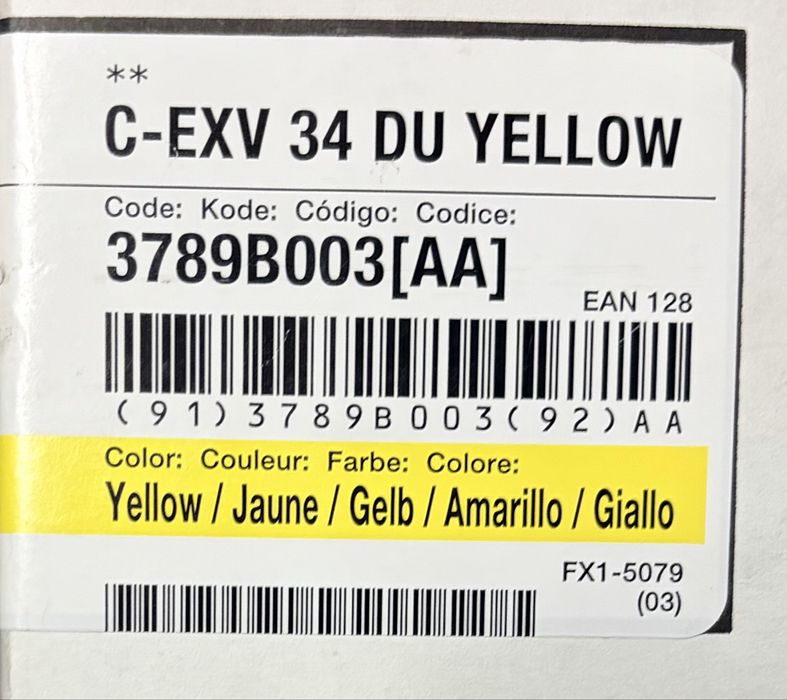 **
C-EXV 34 DU YELLOW
Code: Kode: Código: Codice:
3789B003[AA]
EAN 128
(91)3789B003(92)AA
Color: Couleur: Farbe: Colore:
Yellow / Jaune / Gelb / Amarillo / Giallo
FX1-5079
(03)